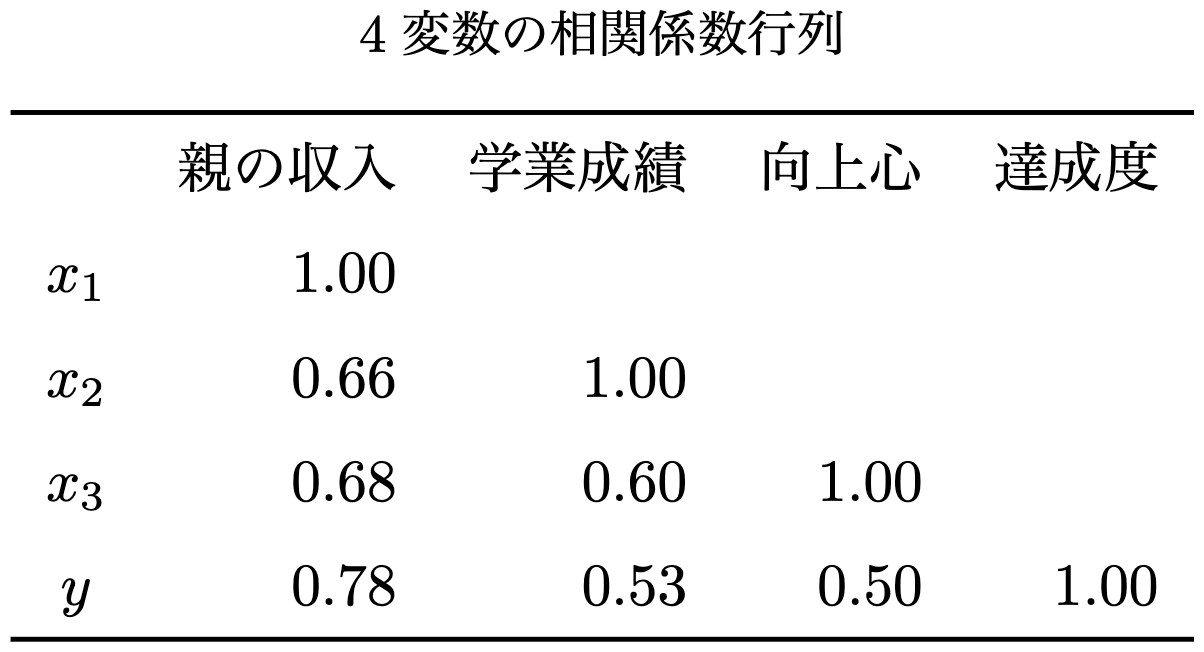 4 変数の相関係数行列
親の収入 学業成績 向上心 達成度
x₁ 1.00
x₂ 0.66 1.00
x₃ 0.68 0.60 1.00
y 0.78 0.53 0.50 1.00